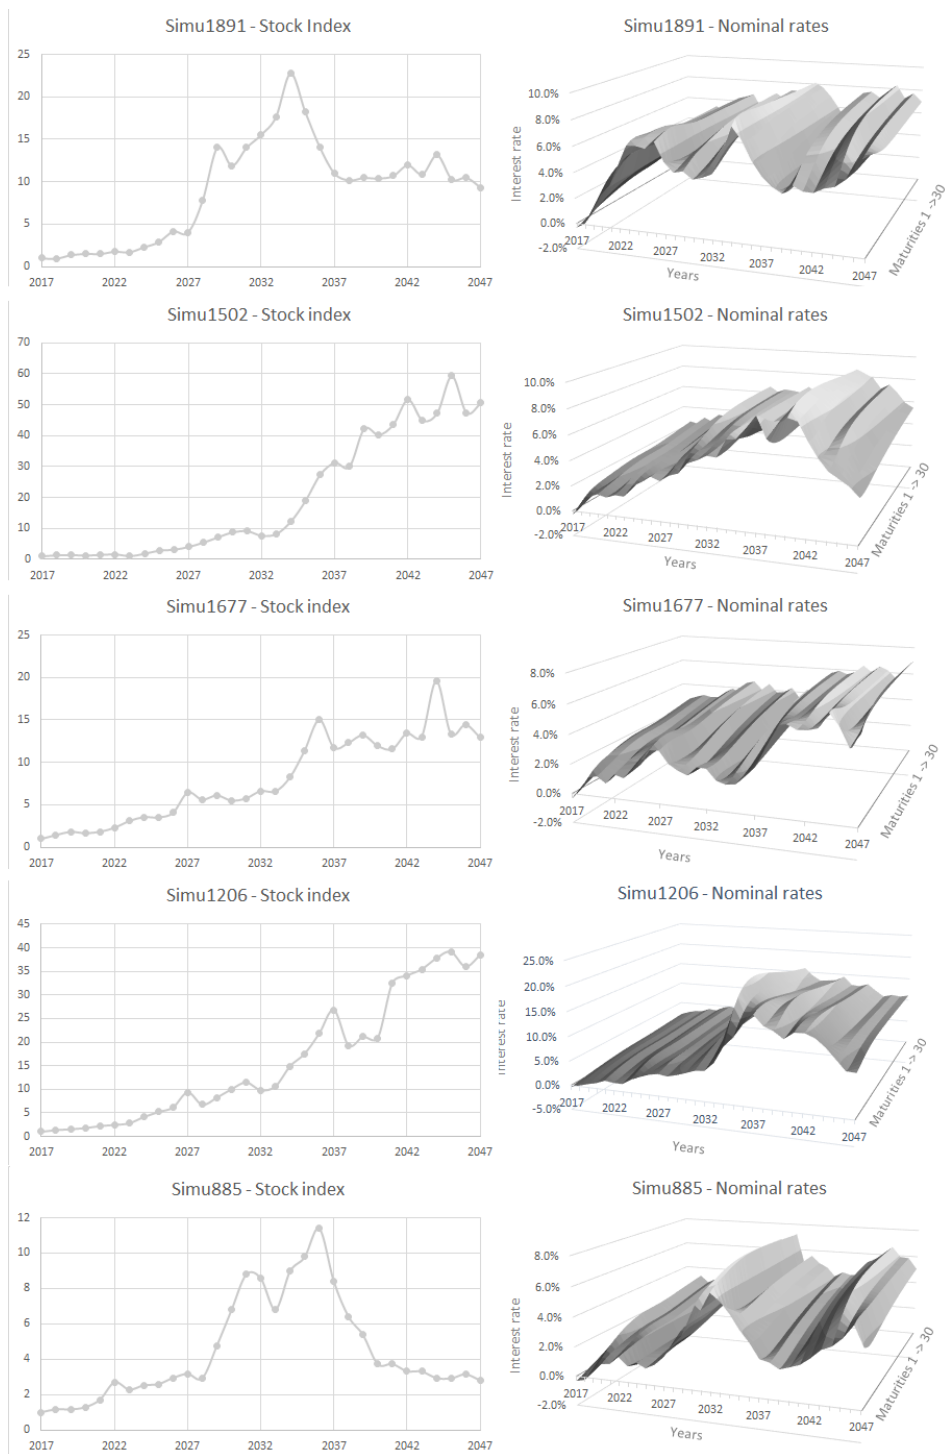 Simu1891 - Stock Index
25
20
15
10
5
0
2017 2022 2027 2032 2037 2042 2047
Simu1891 - Nominal rates
10.0%
8.0%
6.0%
4.0%
2.0%
0.0%
-2.0%
Interest rate
2017 2022 2027 2032 2037 2042 2047
Years
Maturities 1 ->30
Simu1502 - Stock index
70
60
50
40
30
20
10
0
2017 2022 2027 2032 2037 2042 2047
Simu1502 - Nominal rates
10.0%
8.0%
6.0%
4.0%
2.0%
0.0%
-2.0%
Interest rate
2017 2022 2027 2032 2037 2042 2047
Years
Maturities 1 -> 30
Simu1677 - Stock index
25
20
15
10
5
0
2017 2022 2027 2032 2037 2042 2047
Simu1677 - Nominal rates
8.0%
6.0%
4.0%
2.0%
0.0%
-2.0%
Interest rate
2017 2022 2027 2032 2037 2042 2047
Years
Maturities 1 -> 30
Simu1206 - Stock index
45
40
35
30
25
20
15
10
5
0
2017 2022 2027 2032 2037 2042 2047
Simu1206 - Nominal rates
25.0%
20.0%
15.0%
10.0%
5.0%
0.0%
-5.0%
Interest rate
2017 2022 2027 2032 2037 2042 2047
Years
Maturities 1 -> 30
Simu885 - Stock index
12
10
8
6
4
2
0
2017 2022 2027 2032 2037 2042 2047
Simu885 - Nominal rates
8.0%
6.0%
4.0%
2.0%
0.0%
-2.0%
Interest rate
2017 2022 2027 2032 2037 2042 2047
Years
Maturities 1 -> 30